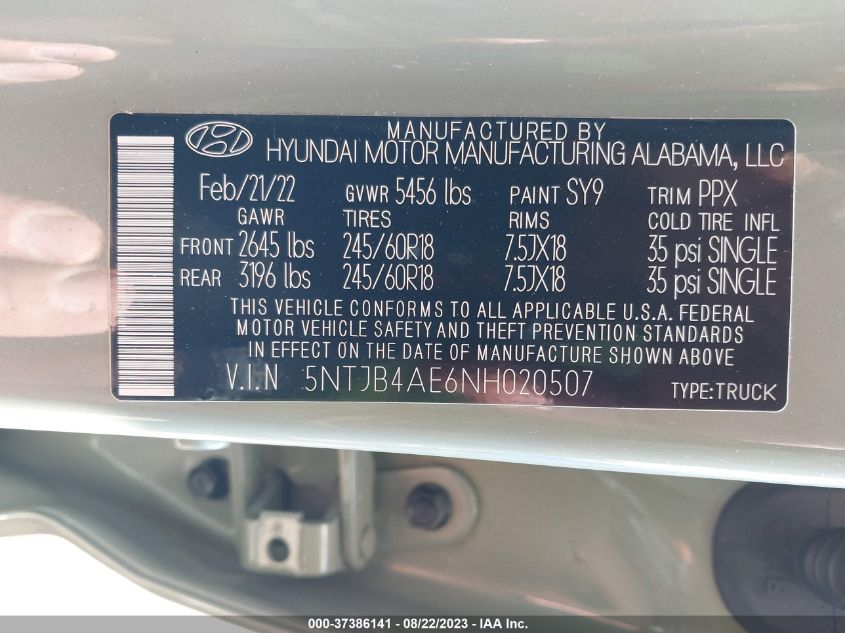 MANUFACTURED BY
HYUNDAI MOTOR MANUFACTURING ALABAMA, LLC
Feb/21/22 GVWR 5456 lbs PAINT SY9 TRIM PPX
GAWR TIRES RIMS COLD TIRE INFL
FRONT 2645 lbs 245/60R18 7.5JX18 35 psi SINGLE
REAR 3196 lbs 245/60R18 7.5JX18 35 psi SINGLE
THIS VEHICLE CONFORMS TO ALL APPLICABLE U.S.A. FEDERAL
MOTOR VEHICLE SAFETY AND THEFT PREVENTION STANDARDS
IN EFFECT ON THE DATE OF MANUFACTURE SHOWN ABOVE
V.I.N 5NTJB4AE6NH020507 TYPE:TRUCK
000-37386141 - 08/22/2023 - IAA Inc.